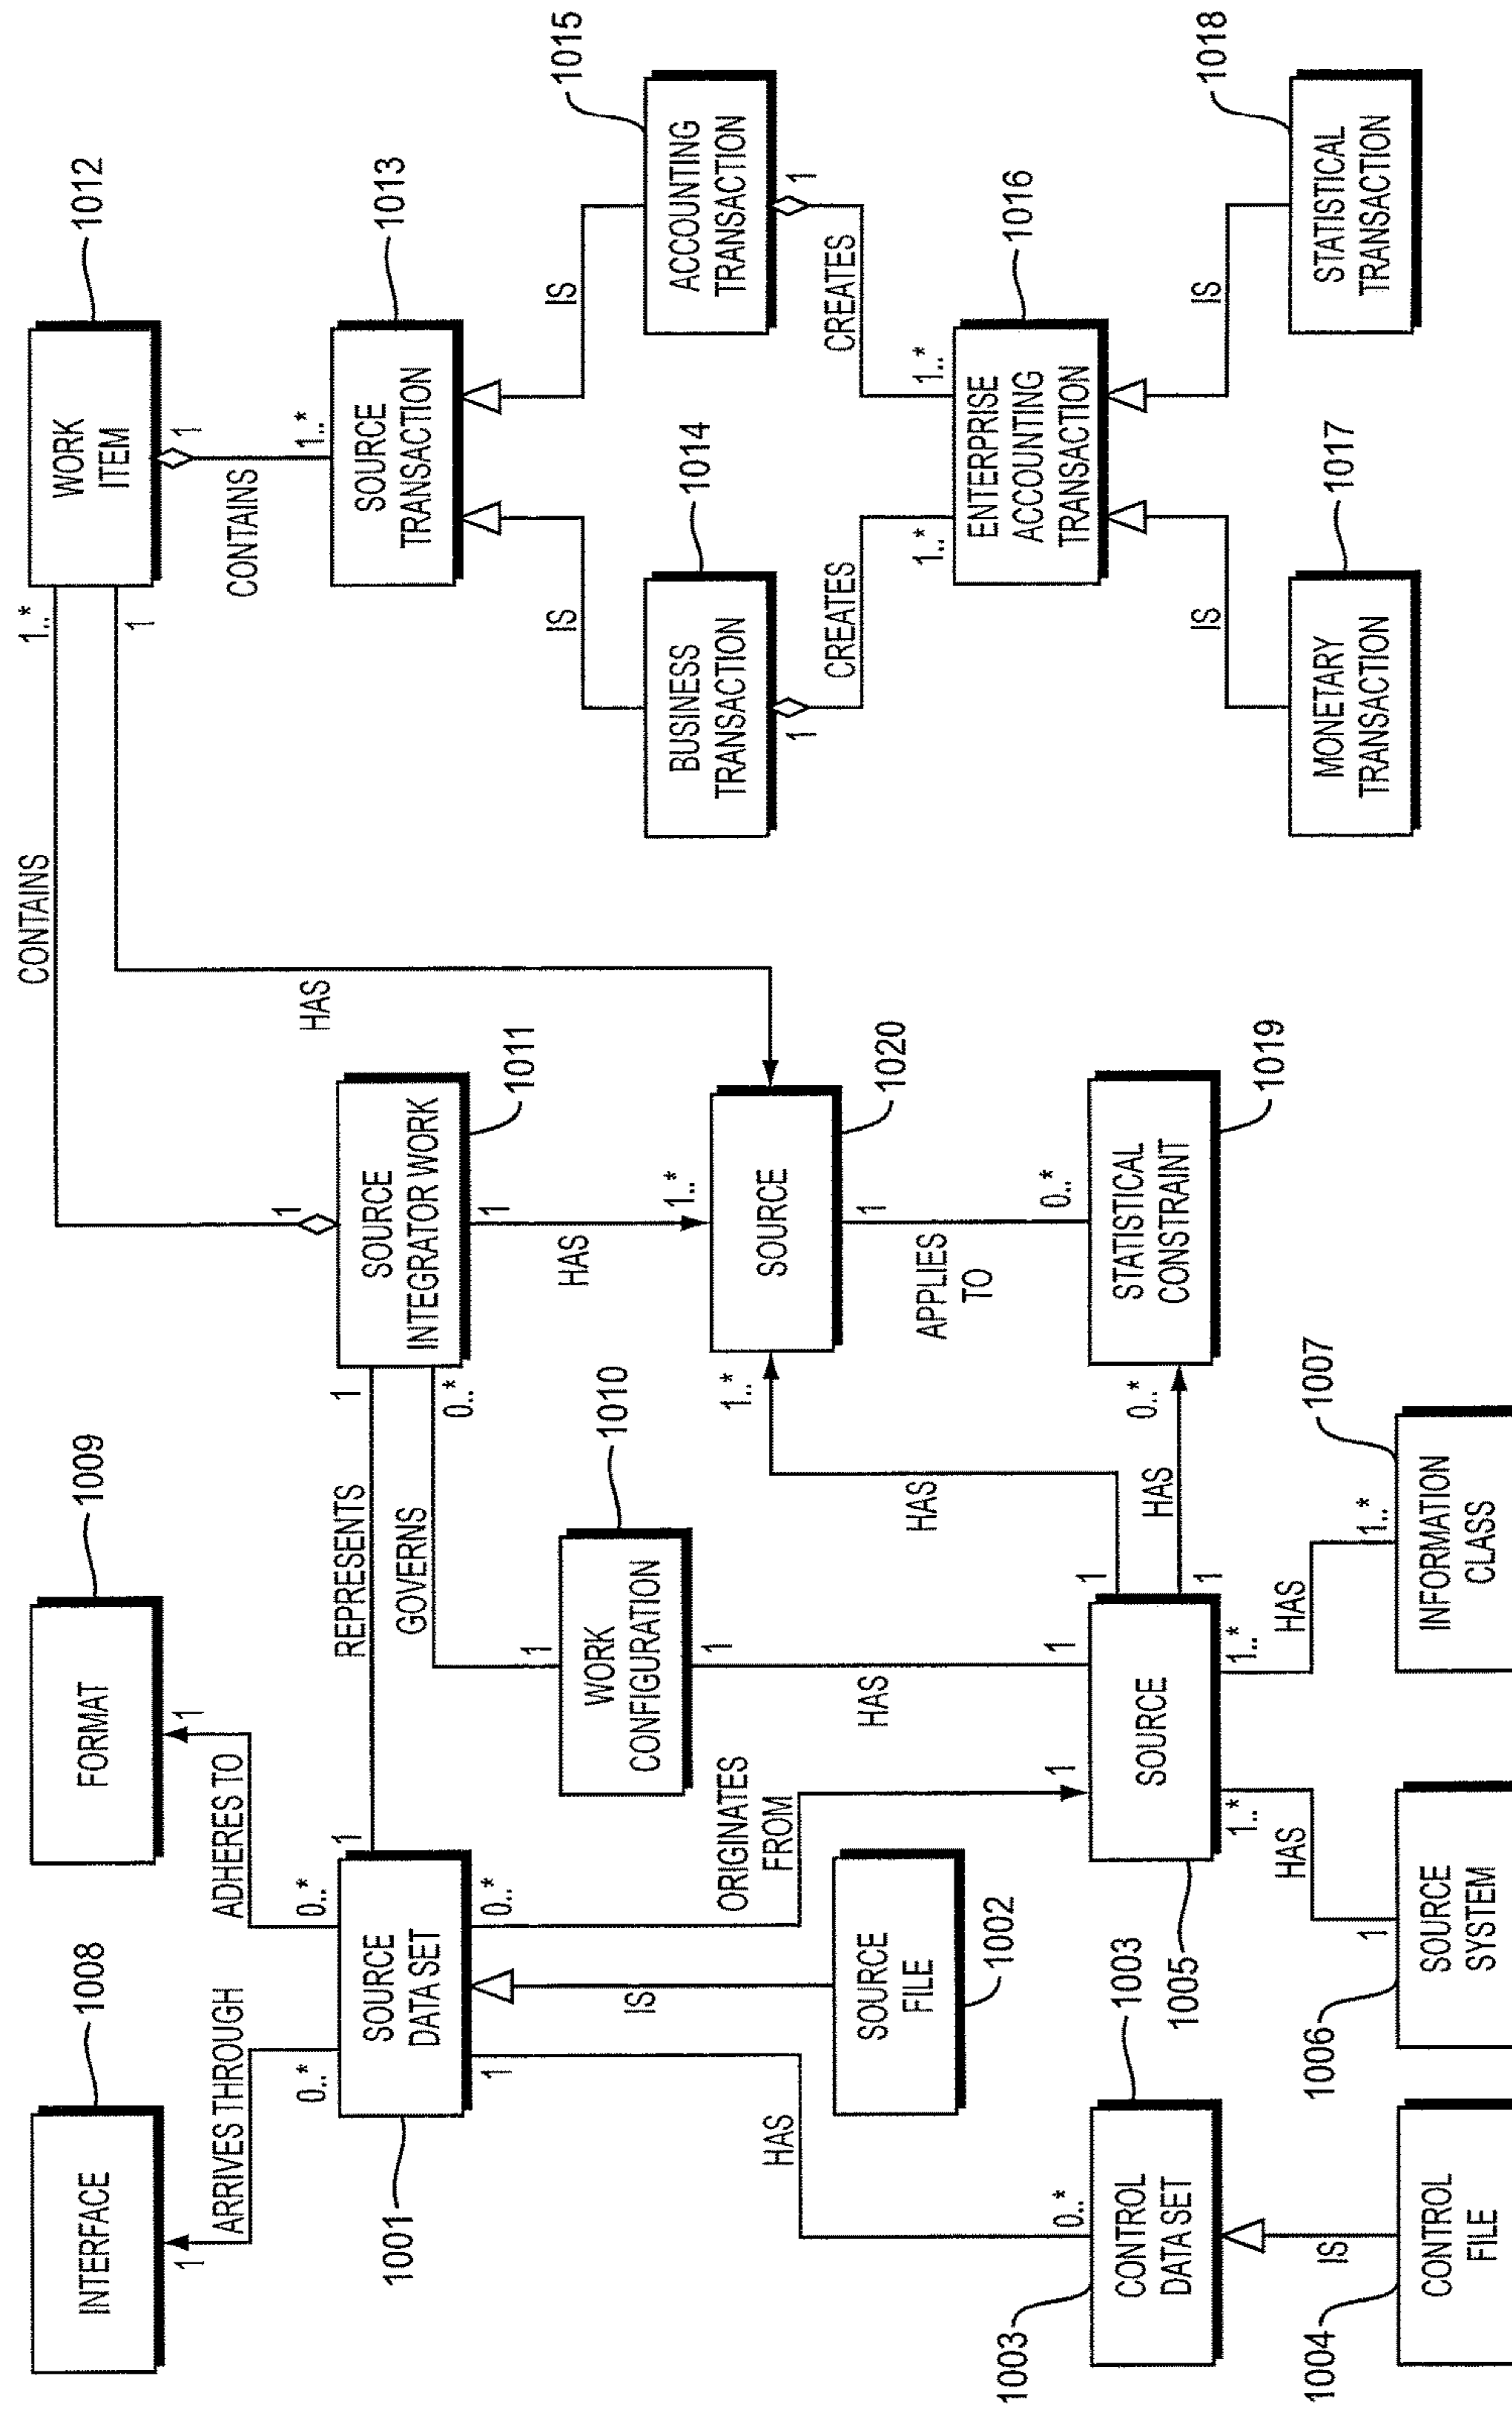 INTERFACE
1008
1
ARRIVES THROUGH
0..*
FORMAT
1009
1
ADHERES TO
0..*
SOURCE
DATA SET
1001
1
REPRESENTS
1
0..*
ORIGINATES
FROM
1
1
HAS
0..*
IS
SOURCE
FILE
1002
CONTROL
DATA SET
1003
1003
IS
CONTROL
FILE
1004
GOVERNS
0..*
1
WORK
CONFIGURATION
1010
1
HAS
1
SOURCE
1005
1..*
HAS
1
SOURCE
SYSTEM
1006
1..*
HAS
1..*
INFORMATION
CLASS
1007
1
HAS
1..*
1
HAS
0..*
SOURCE
INTEGRATOR WORK
1011
1
CONTAINS
1..*
1
HAS
1..*
SOURCE
1020
1
APPLIES
TO
0..*
STATISTICAL
CONSTRAINT
1019
1
HAS
WORK
ITEM
1012
1
CONTAINS
1..*
SOURCE
TRANSACTION
1013
IS
IS
BUSINESS
TRANSACTION
1014
ACCOUNTING
TRANSACTION
1015
1
CREATES
1..*
1
CREATES
1..*
ENTERPRISE
ACCOUNTING
TRANSACTION
1016
IS
IS
MONETARY
TRANSACTION
1017
STATISTICAL
TRANSACTION
1018